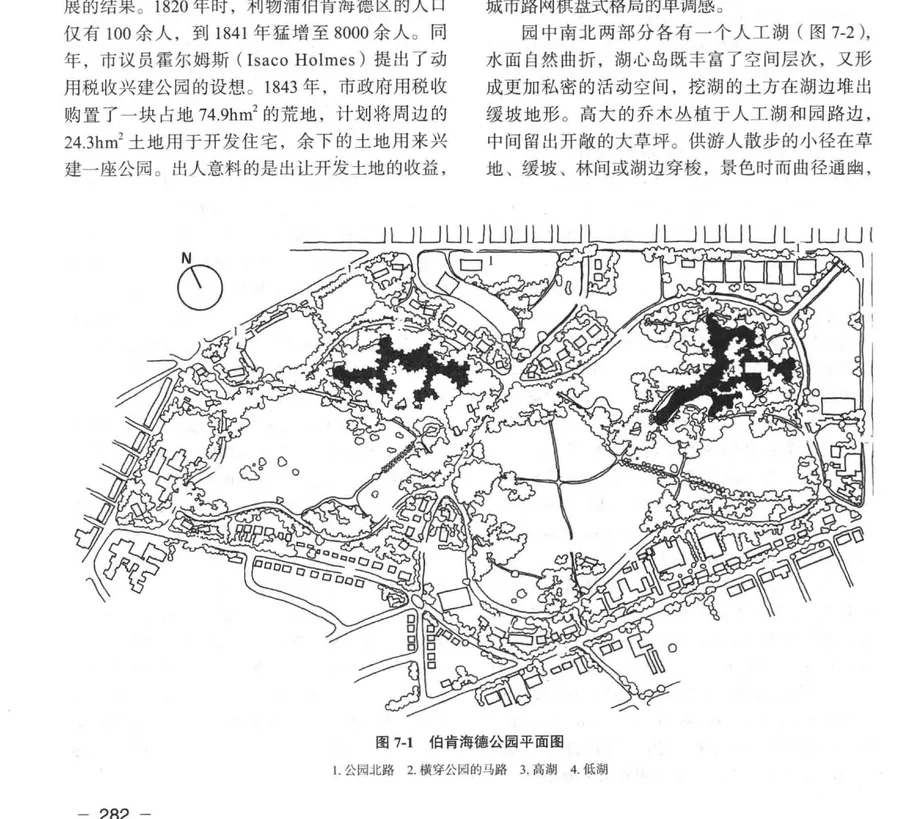 展的结果。1820 年时，利物浦伯肯海德区的人口
仅有 100 余人，到 1841 年猛增至 8000 余人。同
年，市议员霍尔姆斯（Isaco Holmes）提出了动
用税收兴建公园的设想。1843 年，市政府用税收
购置了一块占地 74.9hm² 的荒地，计划将周边的
24.3hm² 土地用于开发住宅，余下的土地用来兴
建一座公园。出人意料的是出让开发土地的收益，
城市路网棋盘式格局的单调感。
园中南北两部分各有一个人工湖（图 7-2），
水面自然曲折，湖心岛既丰富了空间层次，又形
成更加私密的活动空间，挖湖的土方在湖边堆出
缓坡地形。高大的乔木丛植于人工湖和园路边，
中间留出开敞的大草坪。供游人散步的小径在草
地、缓坡、林间或湖边穿梭，景色时而曲径通幽，
N
1
图 7-1 伯肯海德公园平面图
1. 公园北路 2. 横穿公园的马路 3. 高湖 4. 低湖
－ 282 －